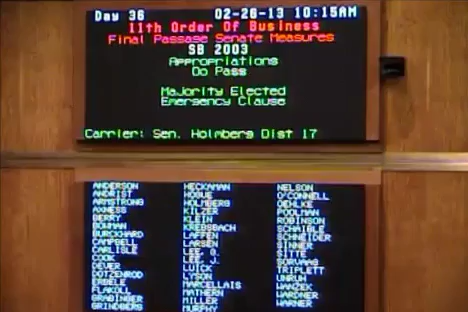 Day 36 02-26-13 10:15AM
11th Order Of Business
Final Passage Senate Measures
SB 2003
Appropriations
Do Pass
Majority Elected
Emergency Clause
Carrier: Sen. Holmberg Dist 17
ANDERSON HECKAMAN NELSON
ANDRIST HOGUE O'CONNELL
ARMSTRONG HOLMBERG OEHLKE
AXNESS KILZER POOLMAN
BERRY KLEIN ROBINSON
BOWMAN KREBSBACH SCHAIBLE
BURCKHARD LAFFEN SCHNEIDER
CAMPBELL LARSEN SINNER
CARLISLE LEE, G. SITTE
COOK LEE, J. SORVAAG
DEVER LUICK TRIPLETT
DOTZENROD LYSON UNRUH
ERBELE MARCELLAIS WANZEK
FLAKOLL MATHERN WARDNER
GRABINGER MILLER WARNER
GRINDBERG MURPHY